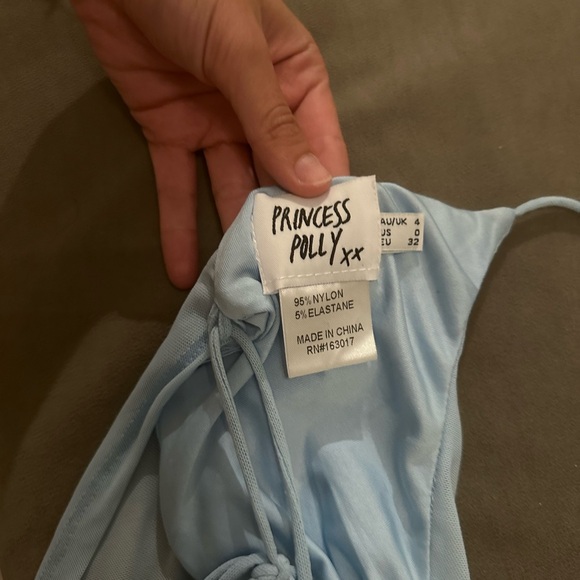 PRINCESS
POLLY xx
AU/UK 4
US 0
EU 32
95% NYLON
5% ELASTANE
MADE IN CHINA
RN#163017